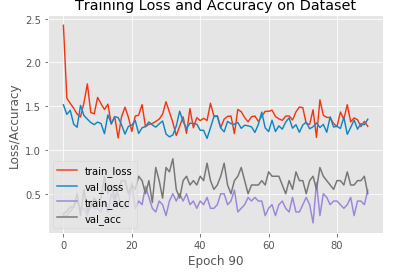 Training Loss and Accuracy on Dataset
2.5
2.0
1.5
1.0
0.5
Loss/Accuracy
train_loss
val_loss
train_acc
val_acc
0
20
40
60
80
Epoch 90